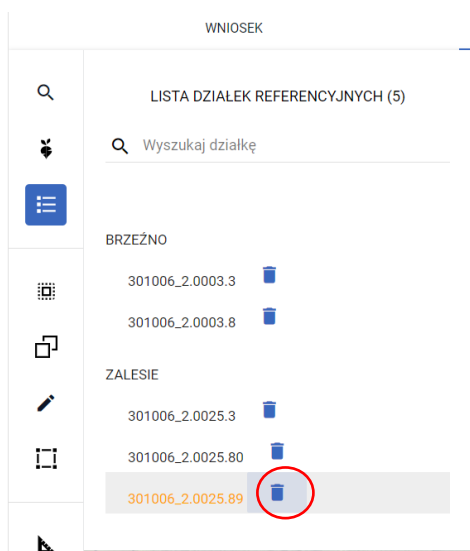 WNIOSEK
LISTA DZIAŁEK REFERENCYJNYCH (5)
Wyszukaj działkę
BRZEŹNO
301006_2.0003.3
301006_2.0003.8
ZALESIE
301006_2.0025.3
301006_2.0025.80
301006_2.0025.89